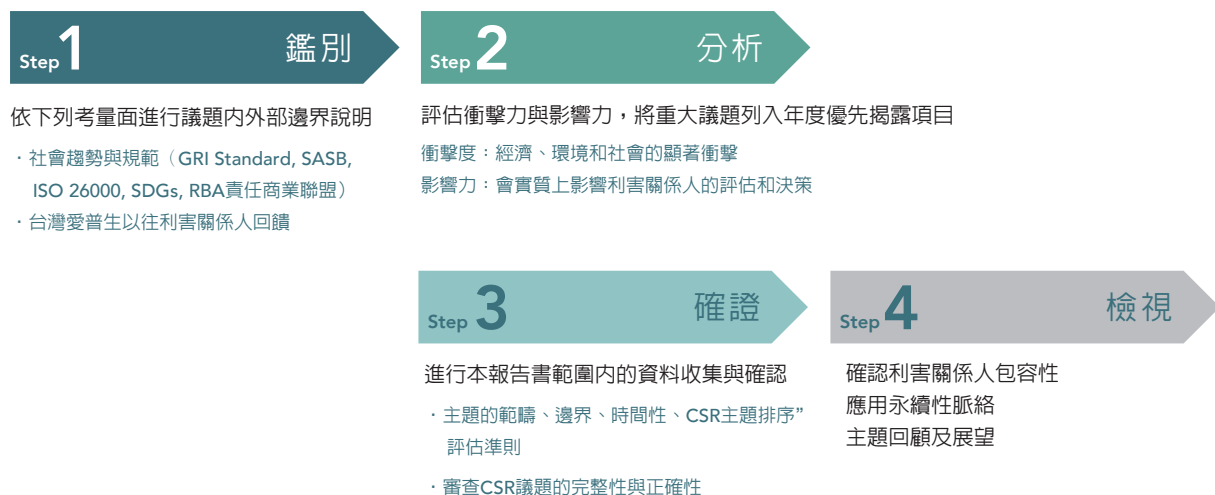 Step 1 鑑別
依下列考量面進行議題內外部邊界說明
・社會趨勢與規範（GRI Standard, SASB,
ISO 26000, SDGs, RBA責任商業聯盟）
・台灣愛普生以往利害關係人回饋
Step 2 分析
評估衝擊力與影響力，將重大議題列入年度優先揭露項目
衝擊度：經濟、環境和社會的顯著衝擊
影響力：會實質上影響利害關係人的評估和決策
Step 3 確證
進行本報告書範圍內的資料收集與確認
・主題的範疇、邊界、時間性、CSR主題排序”
評估準則
・審查CSR議題的完整性與正確性
Step 4 檢視
確認利害關係人包容性
應用永續性脈絡
主題回顧及展望